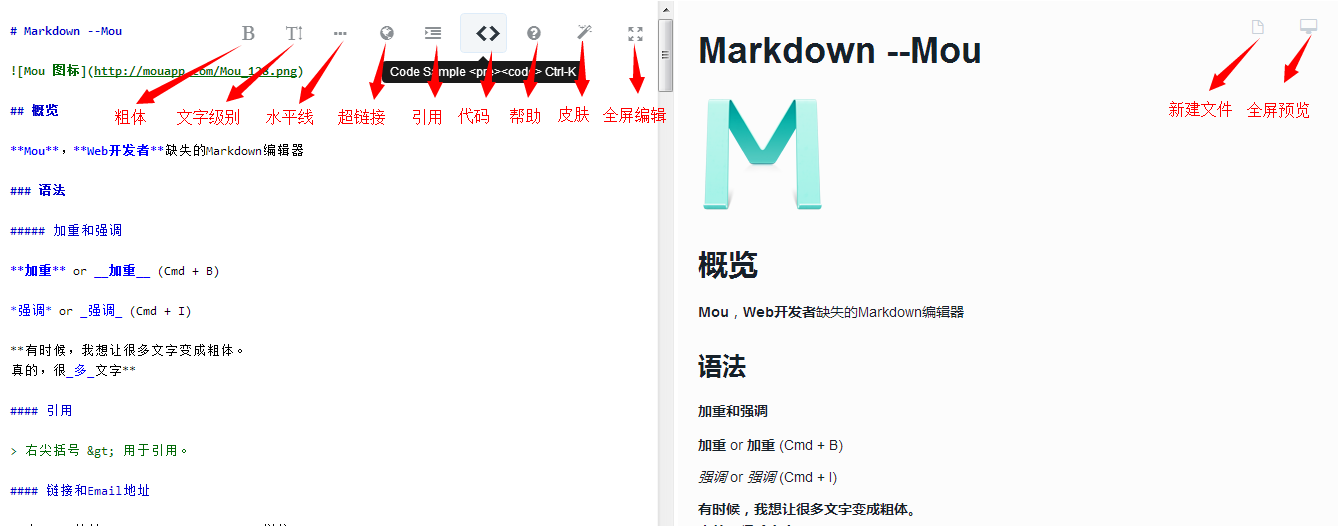 # Markdown --Mou
B T
Code Sample <pre><code> Ctrl-K
![Mou 图标](http://mouapp.com/Mou_128.png)
粗体 文字级别 水平线 超链接 引用 代码 帮助 皮肤 全屏编辑
## 概览
**Mou**，**Web开发者**缺失的Markdown编辑器
### 语法
##### 加重和强调
**加重** or __加重__ (Cmd + B)
*强调* or _强调_ (Cmd + I)
**有时候，我想让很多文字变成粗体。
真的，很_多_文字**
#### 引用
> 右尖括号 &gt; 用于引用。
#### 链接和Email地址
新建文件 全屏预览
Markdown --Mou
M
概览
Mou，Web开发者缺失的Markdown编辑器
语法
加重和强调
加重 or 加重 (Cmd + B)
强调 or 强调 (Cmd + I)
有时候，我想让很多文字变成粗体。